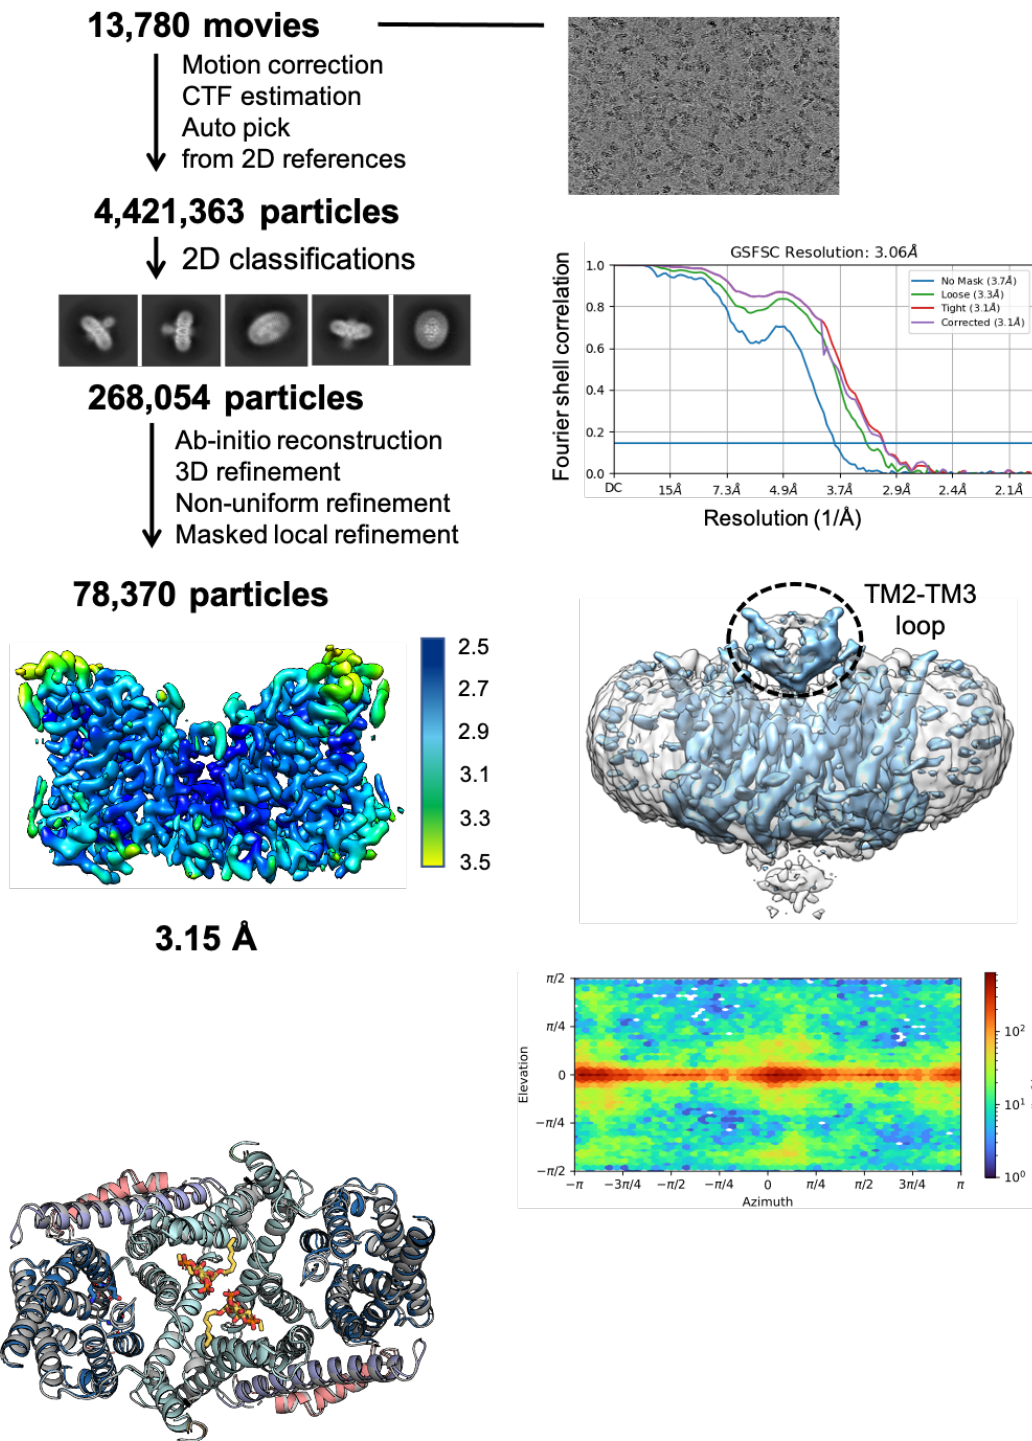 13,780 movies
Motion correction
CTF estimation
Auto pick
from 2D references
4,421,363 particles
2D classifications
268,054 particles
Ab-initio reconstruction
3D refinement
Non-uniform refinement
Masked local refinement
78,370 particles
2.5
2.7
2.9
3.1
3.3
3.5
3.15 Å
GSFSC Resolution: 3.06Å
Fourier shell correlation
1.0
0.8
0.6
0.4
0.2
0.0
No Mask (3.7Å)
Loose (3.3Å)
Tight (3.1Å)
Corrected (3.1Å)
DC 15Å 7.3Å 4.9Å 3.7Å 2.9Å 2.4Å 2.1Å
Resolution (1/Å)
TM2-TM3
loop
Elevation
π/2
π/4
0
−π/4
−π/2
−π −3π/4 −π/2 −π/4 0 π/4 π/2 3π/4 π
Azimuth
10²
10¹
10⁰